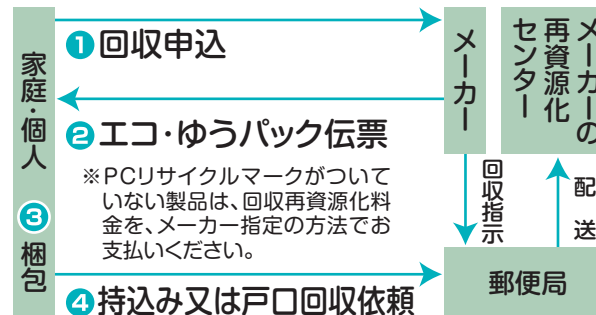 家庭・個人
❸
梱包
❶回収申込
❷エコ・ゆうパック伝票
※PCリサイクルマークがついて
いない製品は、回収再資源化料
金を、メーカー指定の方法でお
支払いください。
❹持込み又は戸口回収依頼
メーカー
メーカーの
再資源化
センター
回収指示
配送
郵便局